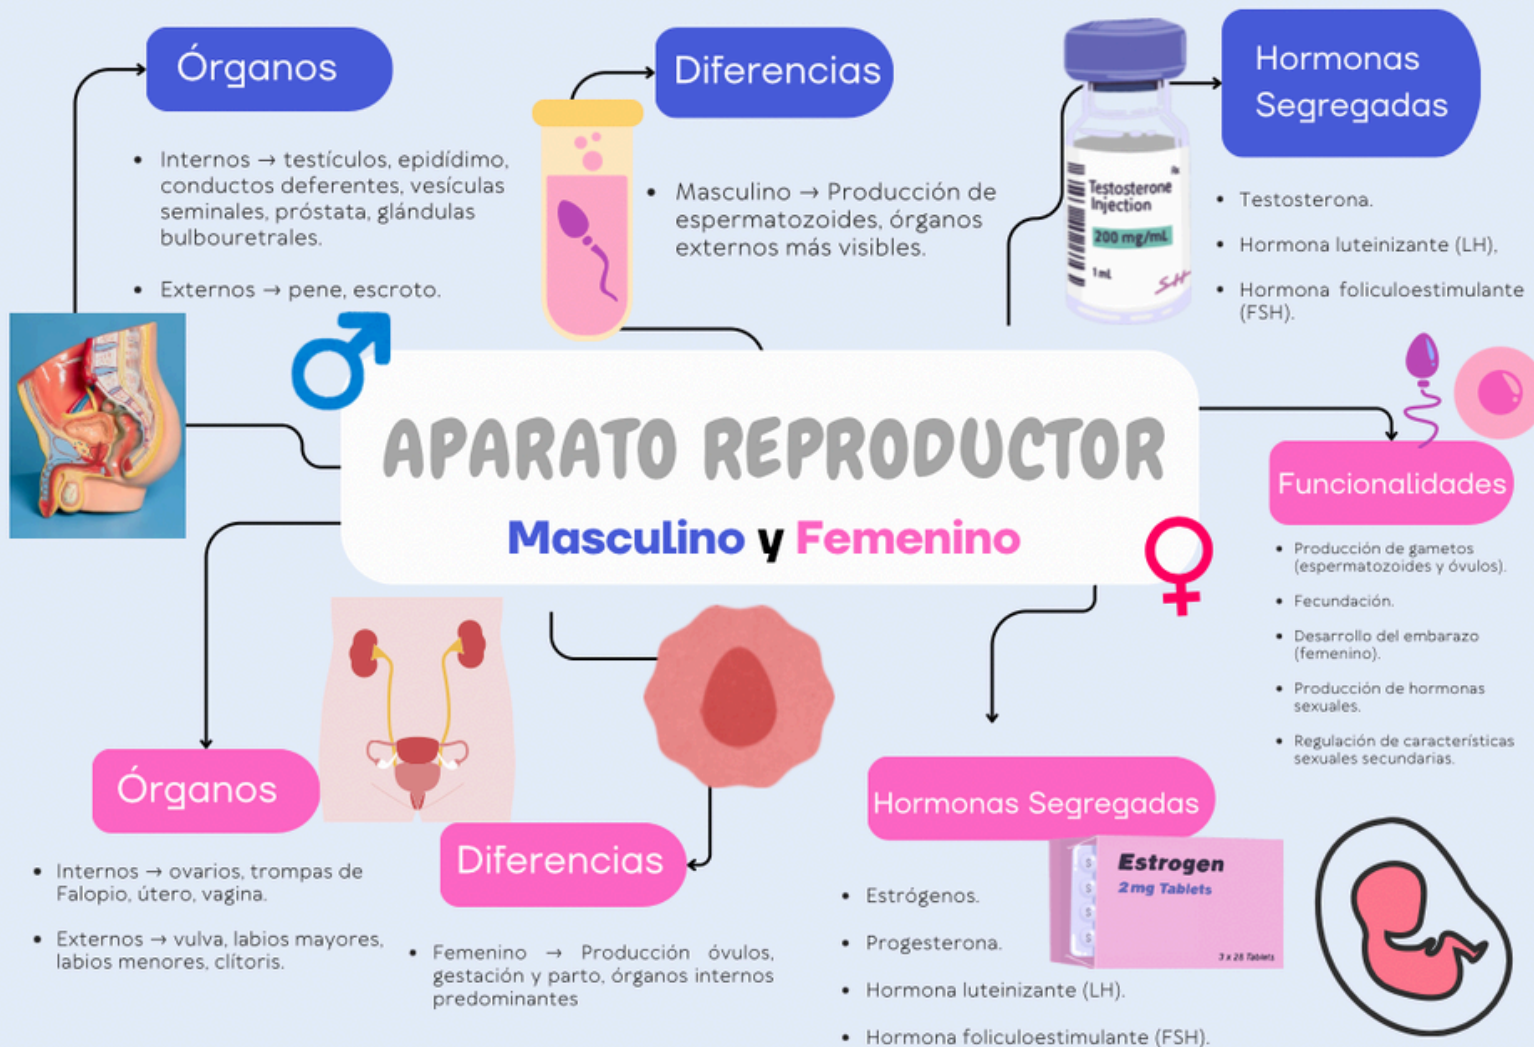 Órganos
• Internos → testículos, epidídimo,
conductos deferentes, vesículas
seminales, próstata, glándulas
bulbouretrales.
• Externos → pene, escroto.
Diferencias
• Masculino → Producción de
espermatozoides, órganos
externos más visibles.
Testosterone
Injection
200 mg/mL
1 mL
Hormonas
Segregadas
• Testosterona.
• Hormona luteinizante (LH),
• Hormona foliculoestimulante
(FSH).
APARATO REPRODUCTOR
Masculino y Femenino
Funcionalidades
• Producción de gametos
(espermatozoides y óvulos).
• Fecundación.
• Desarrollo del embarazo
(femenino).
• Producción de hormonas
sexuales.
• Regulación de características
sexuales secundarias.
Órganos
• Internos → ovarios, trompas de
Falopio, útero, vagina.
• Externos → vulva, labios mayores,
labios menores, clítoris.
Diferencias
• Femenino → Producción óvulos,
gestación y parto, órganos internos
predominantes
Hormonas Segregadas
• Estrógenos.
• Progesterona.
• Hormona luteinizante (LH).
• Hormona foliculoestimulante (FSH).
Estrogen
2 mg Tablets
3 x 28 Tablets